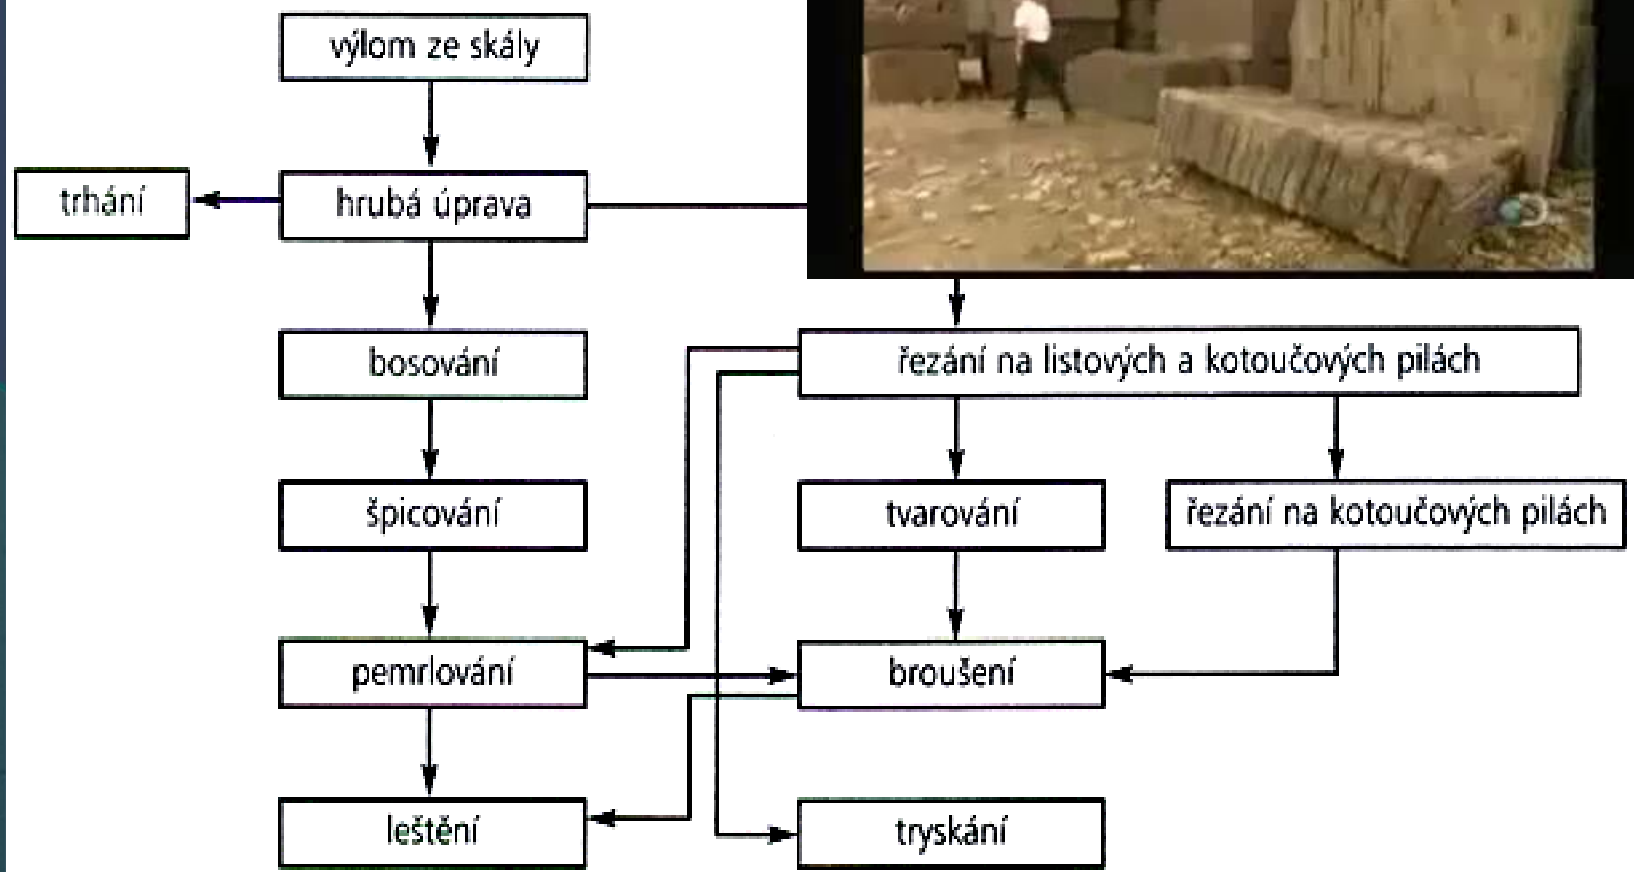 výlom ze skály
trhání
hrubá úprava
bosování
řezání na listových a kotoučových pilách
špicování
tvarování
řezání na kotoučových pilách
pemrlování
broušení
leštění
tryskání